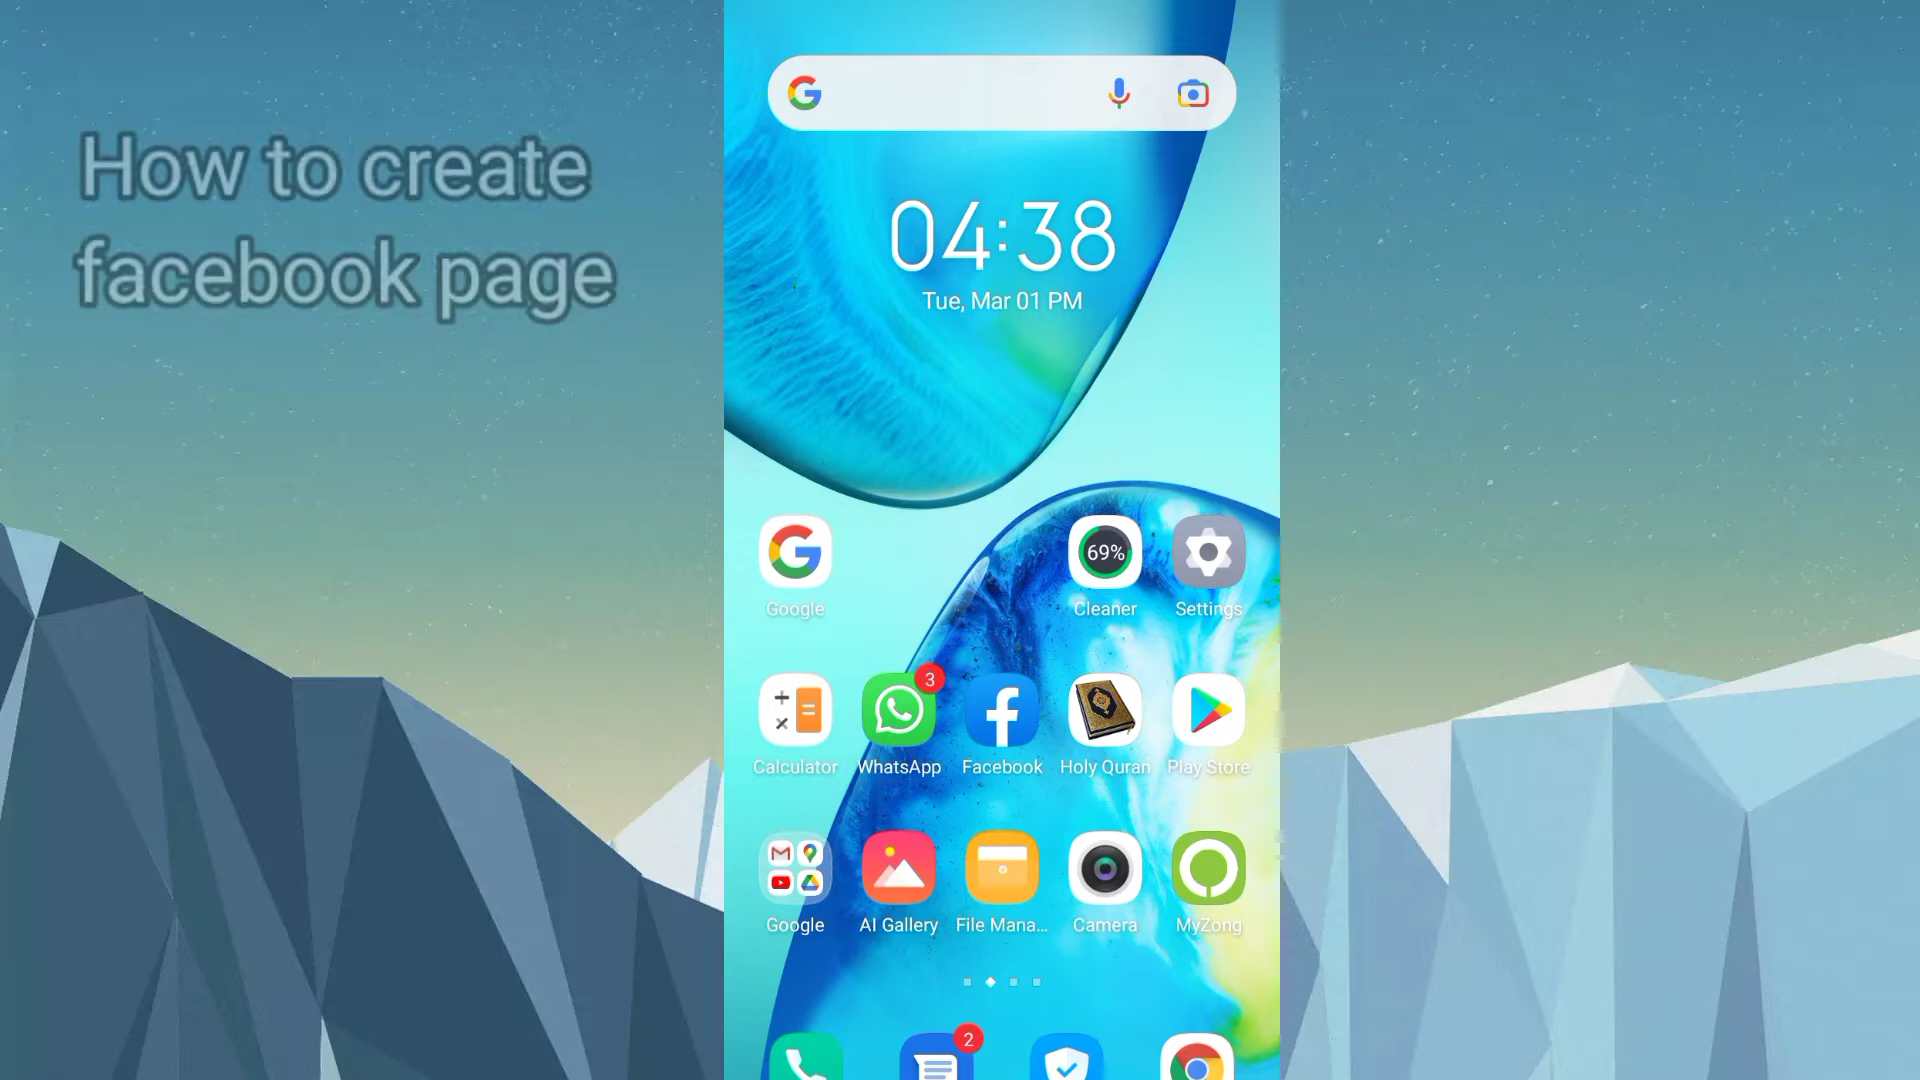 How to create
facebook page
04:38
Tue, Mar 01 PM
69%
Google
Cleaner
Settings
3
Calculator
WhatsApp
Facebook
Holy Quran
Play Store
Google
AI Gallery
File Mana...
Camera
MyZong
2